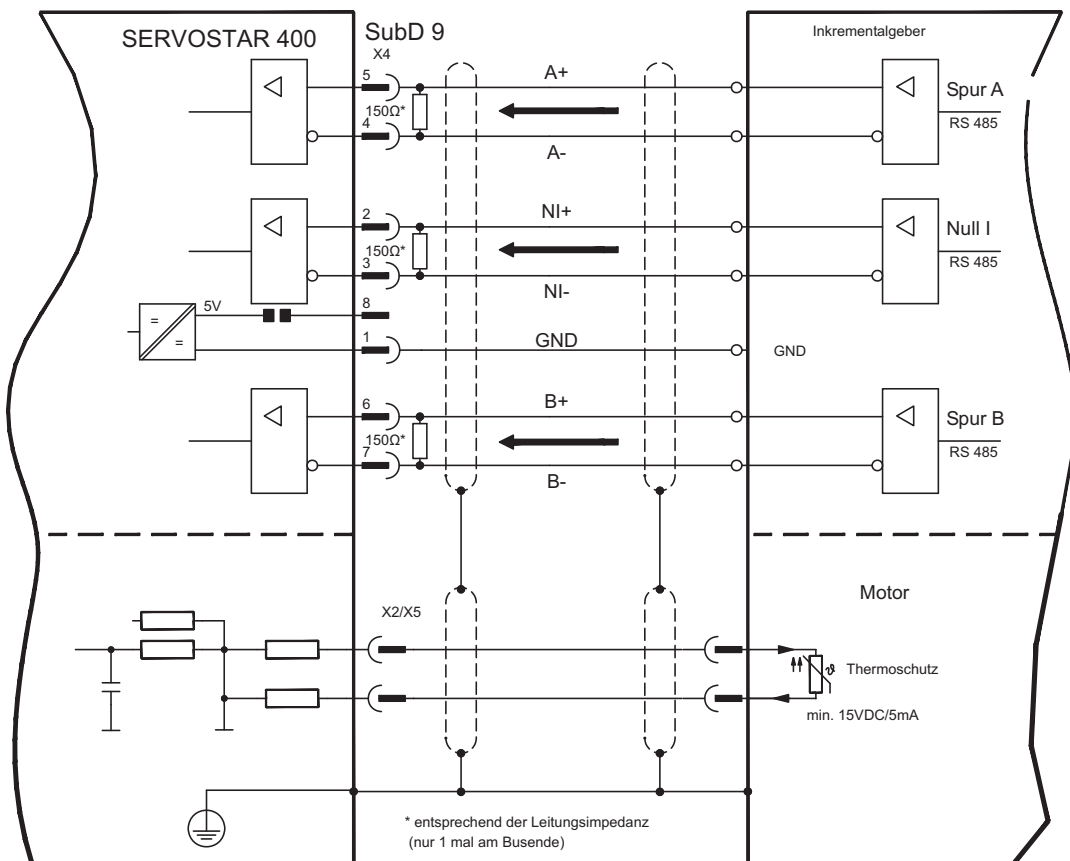 SERVOSTAR 400
SubD 9
X4
Inkrementalgeber
5
A+
Spur A
150Ω*
RS 485
4
A-
2
NI+
Null I
150Ω*
RS 485
3
NI-
5V
8
=
=
1
GND
GND
6
B+
Spur B
150Ω*
RS 485
7
B-
X2/X5
Motor
ϑ
Thermoschutz
min. 15VDC/5mA
* entsprechend der Leitungsimpedanz
(nur 1 mal am Busende)